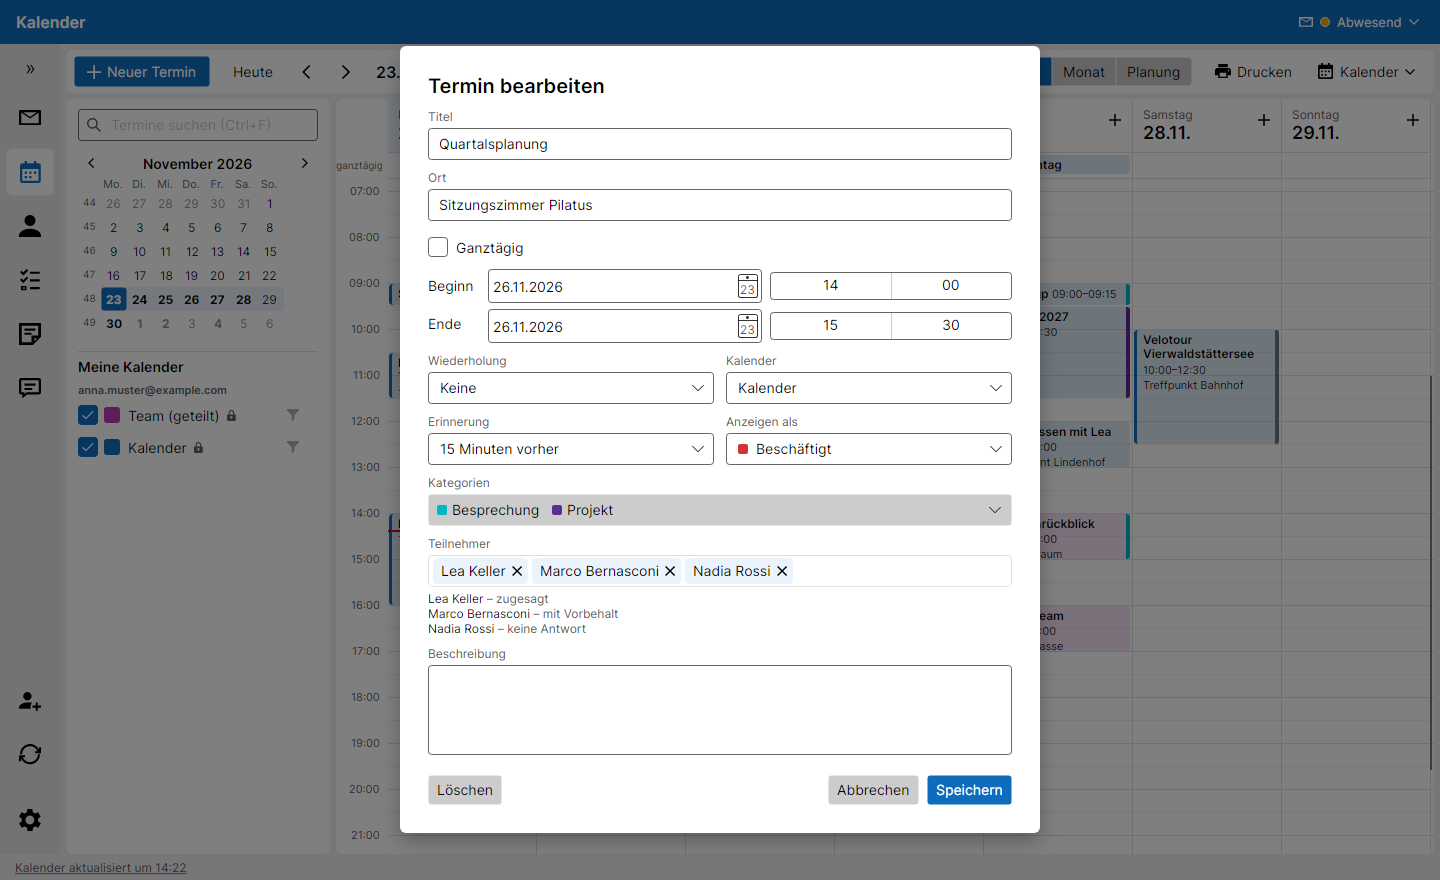 Kalender
Abwesend
Neuer Termin
Heute
23.
Monat
Planung
Drucken
Kalender
Termine suchen (Ctrl+F)
November 2026
Mo. Di. Mi. Do. Fr. Sa. So.
44 26 27 28 29 30 31 1
45 2 3 4 5 6 7 8
46 9 10 11 12 13 14 15
47 16 17 18 19 20 21 22
48 23 24 25 26 27 28 29
49 30 1 2 3 4 5 6
Meine Kalender
anna.muster@example.com
Team (geteilt)
Kalender
ganztägig
07:00
08:00
09:00
10:00
11:00
12:00
13:00
14:00
15:00
16:00
17:00
18:00
19:00
20:00
21:00
Termin bearbeiten
Titel
Quartalsplanung
Ort
Sitzungszimmer Pilatus
Ganztägig
Beginn
26.11.2026
23
14
00
Ende
26.11.2026
23
15
30
Wiederholung
Keine
Kalender
Kalender
Erinnerung
15 Minuten vorher
Anzeigen als
Beschäftigt
Kategorien
Besprechung
Projekt
Teilnehmer
Lea Keller
Marco Bernasconi
Nadia Rossi
Lea Keller – zugesagt
Marco Bernasconi – mit Vorbehalt
Nadia Rossi – keine Antwort
Beschreibung
Löschen
Abbrechen
Speichern
Samstag
28.11.
Sonntag
29.11.
ntag
p 09:00–09:15
2027
:30
ssen mit Lea
:00
nt Lindenhof
rückblick
:00
aum
eam
:00
asse
Velotour
Vierwaldstättersee
10:00–12:30
Treffpunkt Bahnhof
Kalender aktualisiert um 14:22